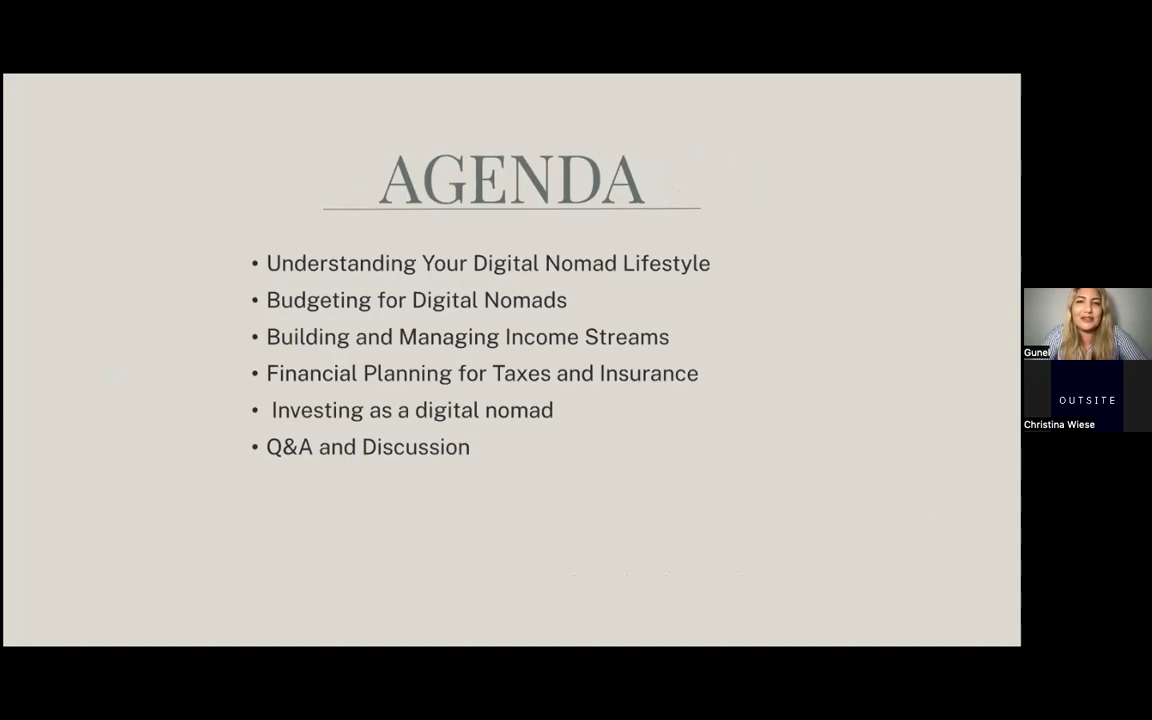 AGENDA
• Understanding Your Digital Nomad Lifestyle
• Budgeting for Digital Nomads
• Building and Managing Income Streams
• Financial Planning for Taxes and Insurance
• Investing as a digital nomad
• Q&A and Discussion
Gunel
OUTSITE
Christina Wiese